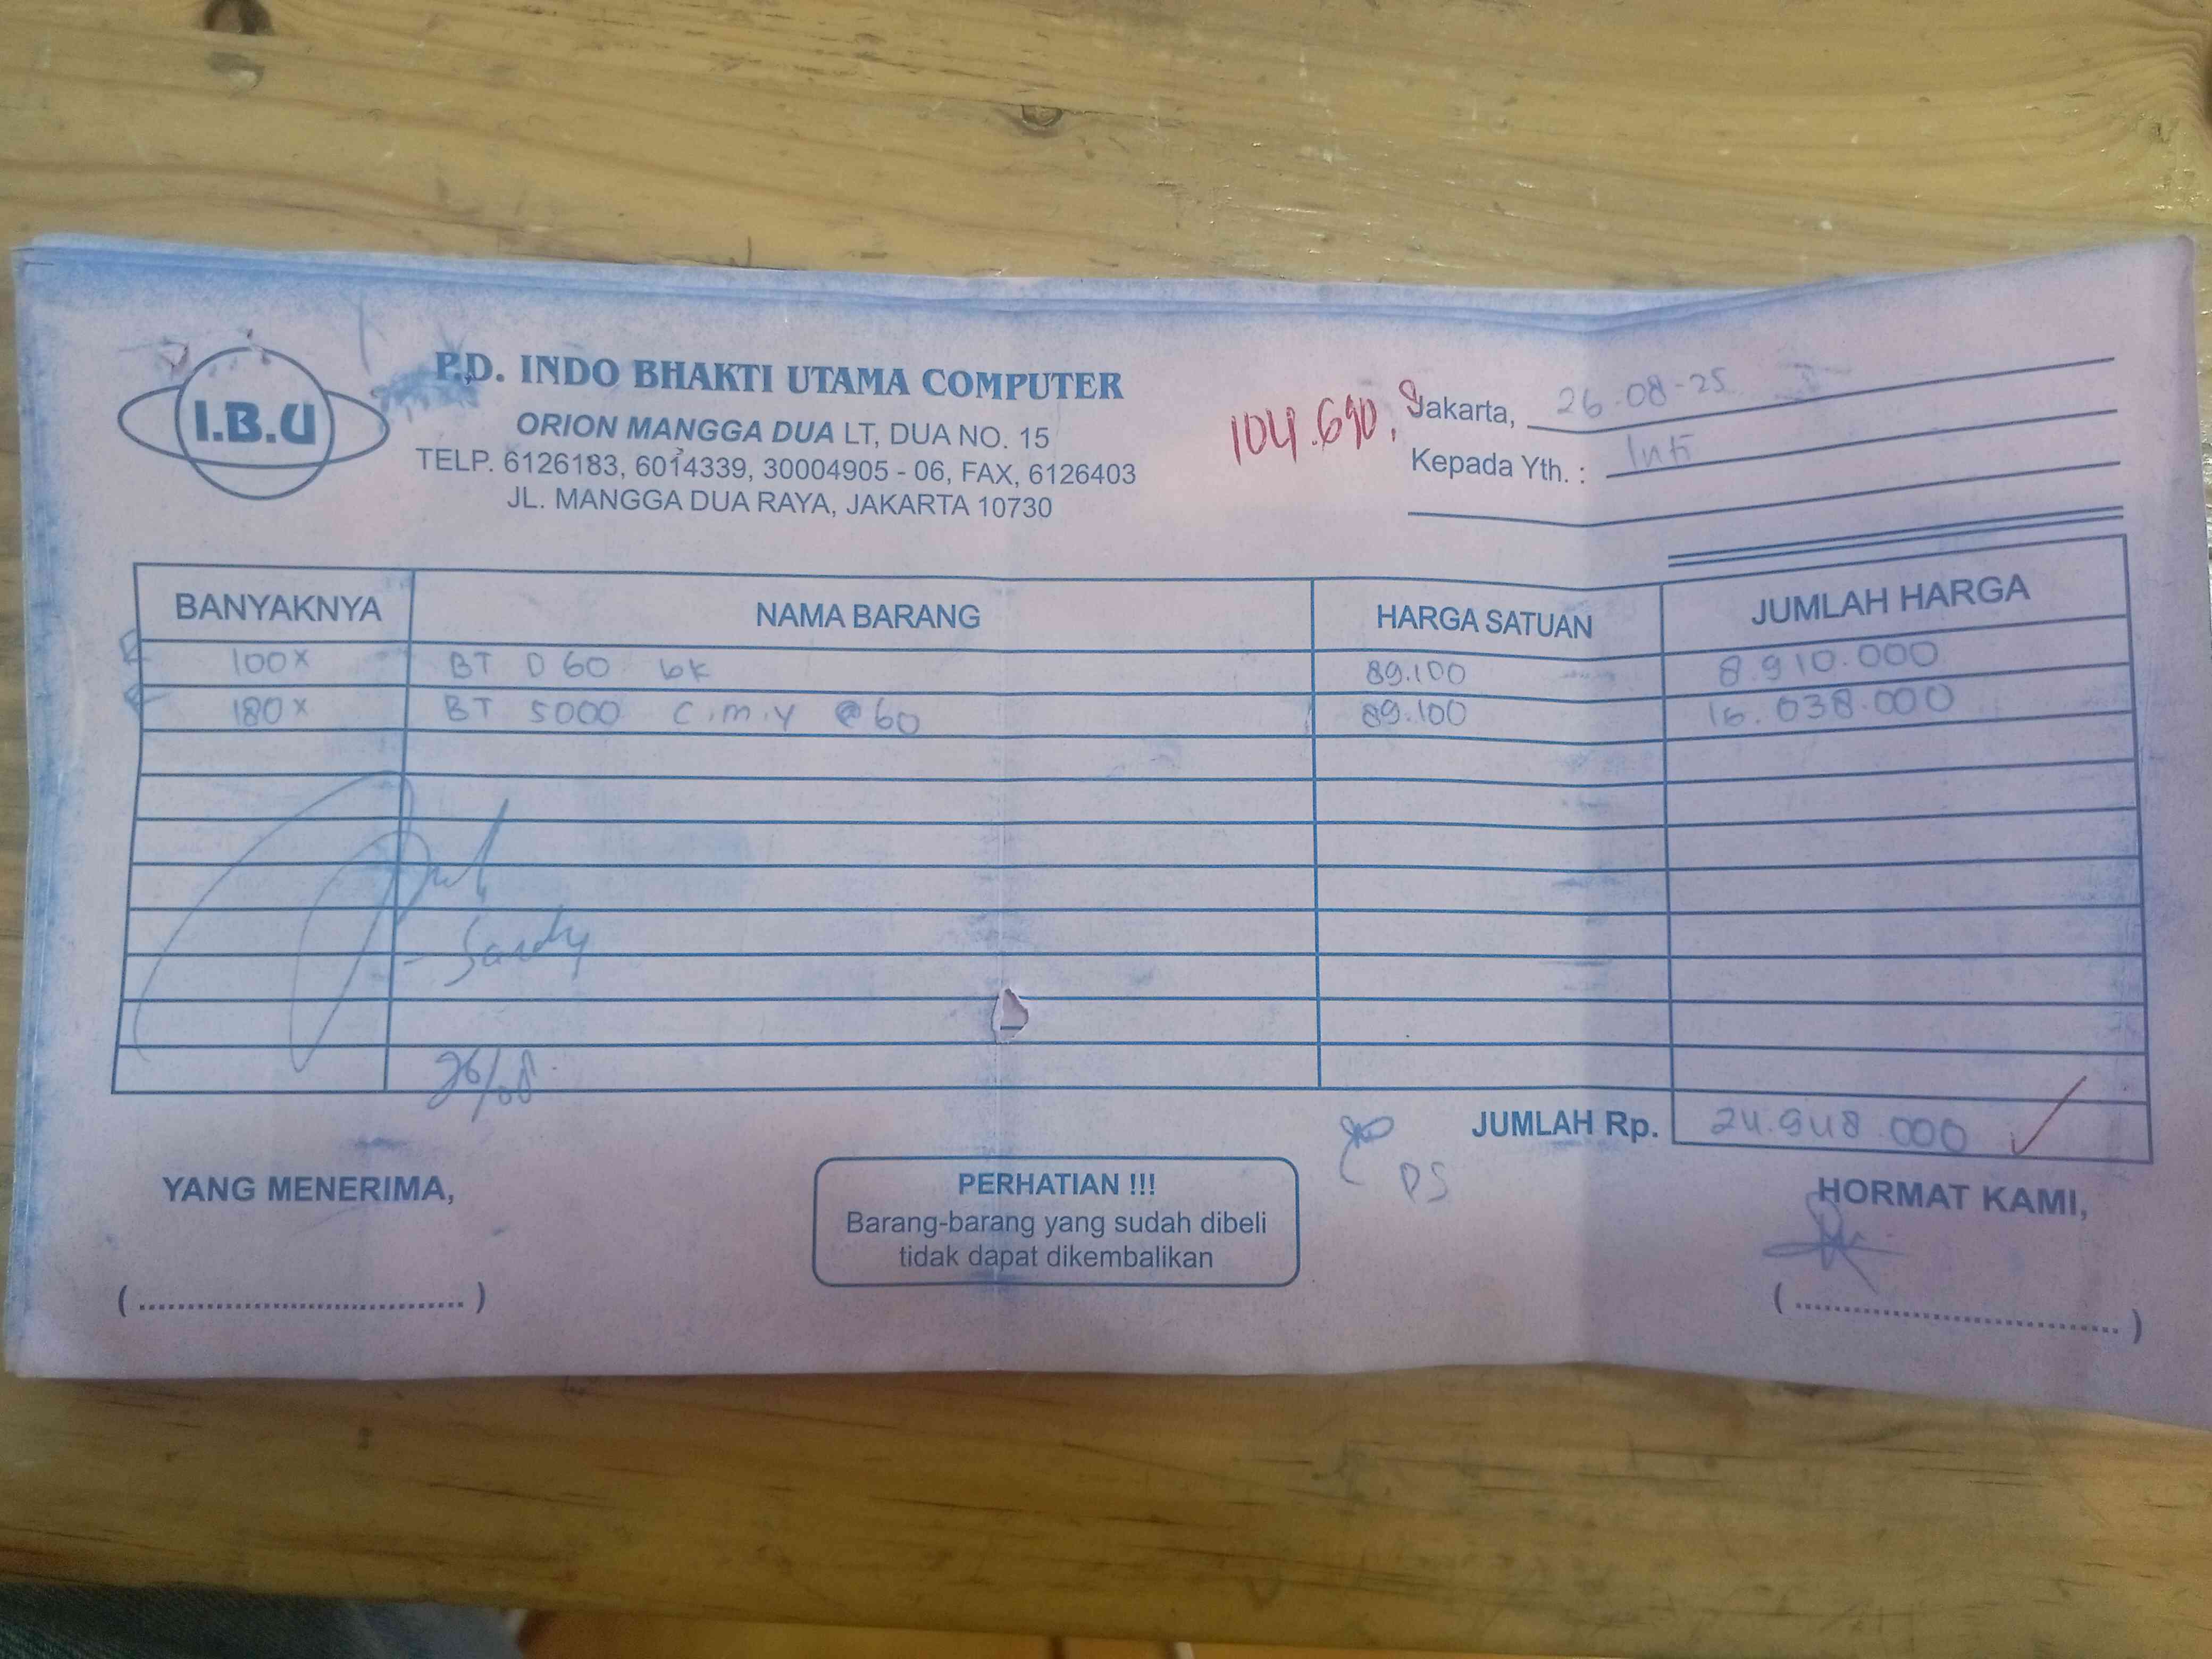 I.B.U
P.D. INDO BHAKTI UTAMA COMPUTER
ORION MANGGA DUA LT, DUA NO. 15
TELP. 6126183, 6014339, 30004905 - 06, FAX, 6126403
JL. MANGGA DUA RAYA, JAKARTA 10730
104.690,
Jakarta, 26-08-25
Kepada Yth. : Inti
BANYAKNYA NAMA BARANG HARGA SATUAN JUMLAH HARGA
100x BT D60 bk 89.100 8.910.000
180x BT 5000 C.m.Y @60 89.100 16.038.000
Sandy
26/08
JUMLAH Rp. 24.948.000
DS
YANG MENERIMA,
PERHATIAN !!!
Barang-barang yang sudah dibeli
tidak dapat dikembalikan
HORMAT KAMI,
(................................)
(................................)